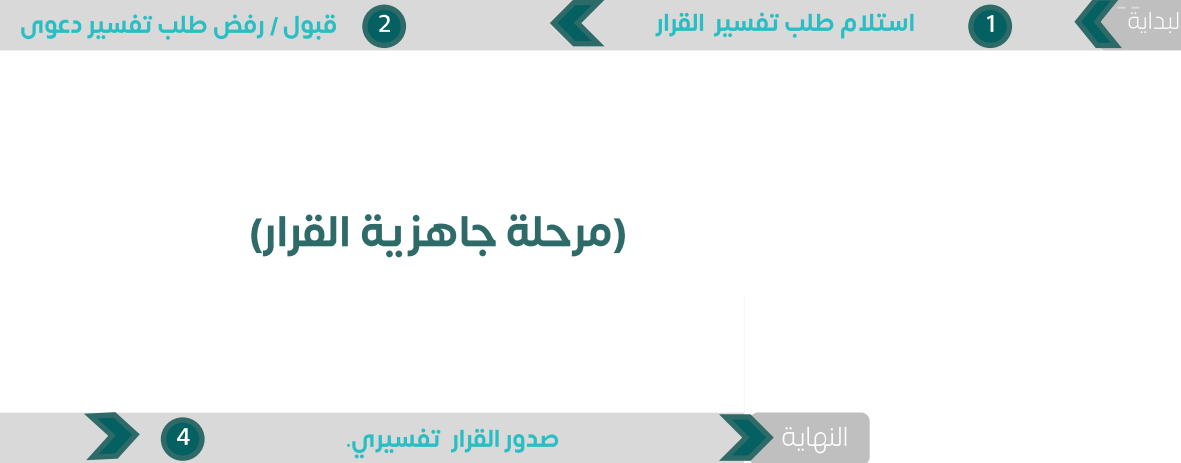 لبداية
1
استلام طلب تفسير القرار
2
قبول / رفض طلب تفسير دعوى
(مرحلة جاهزية القرار)
4
صدور القرار تفسيري.
النهاية